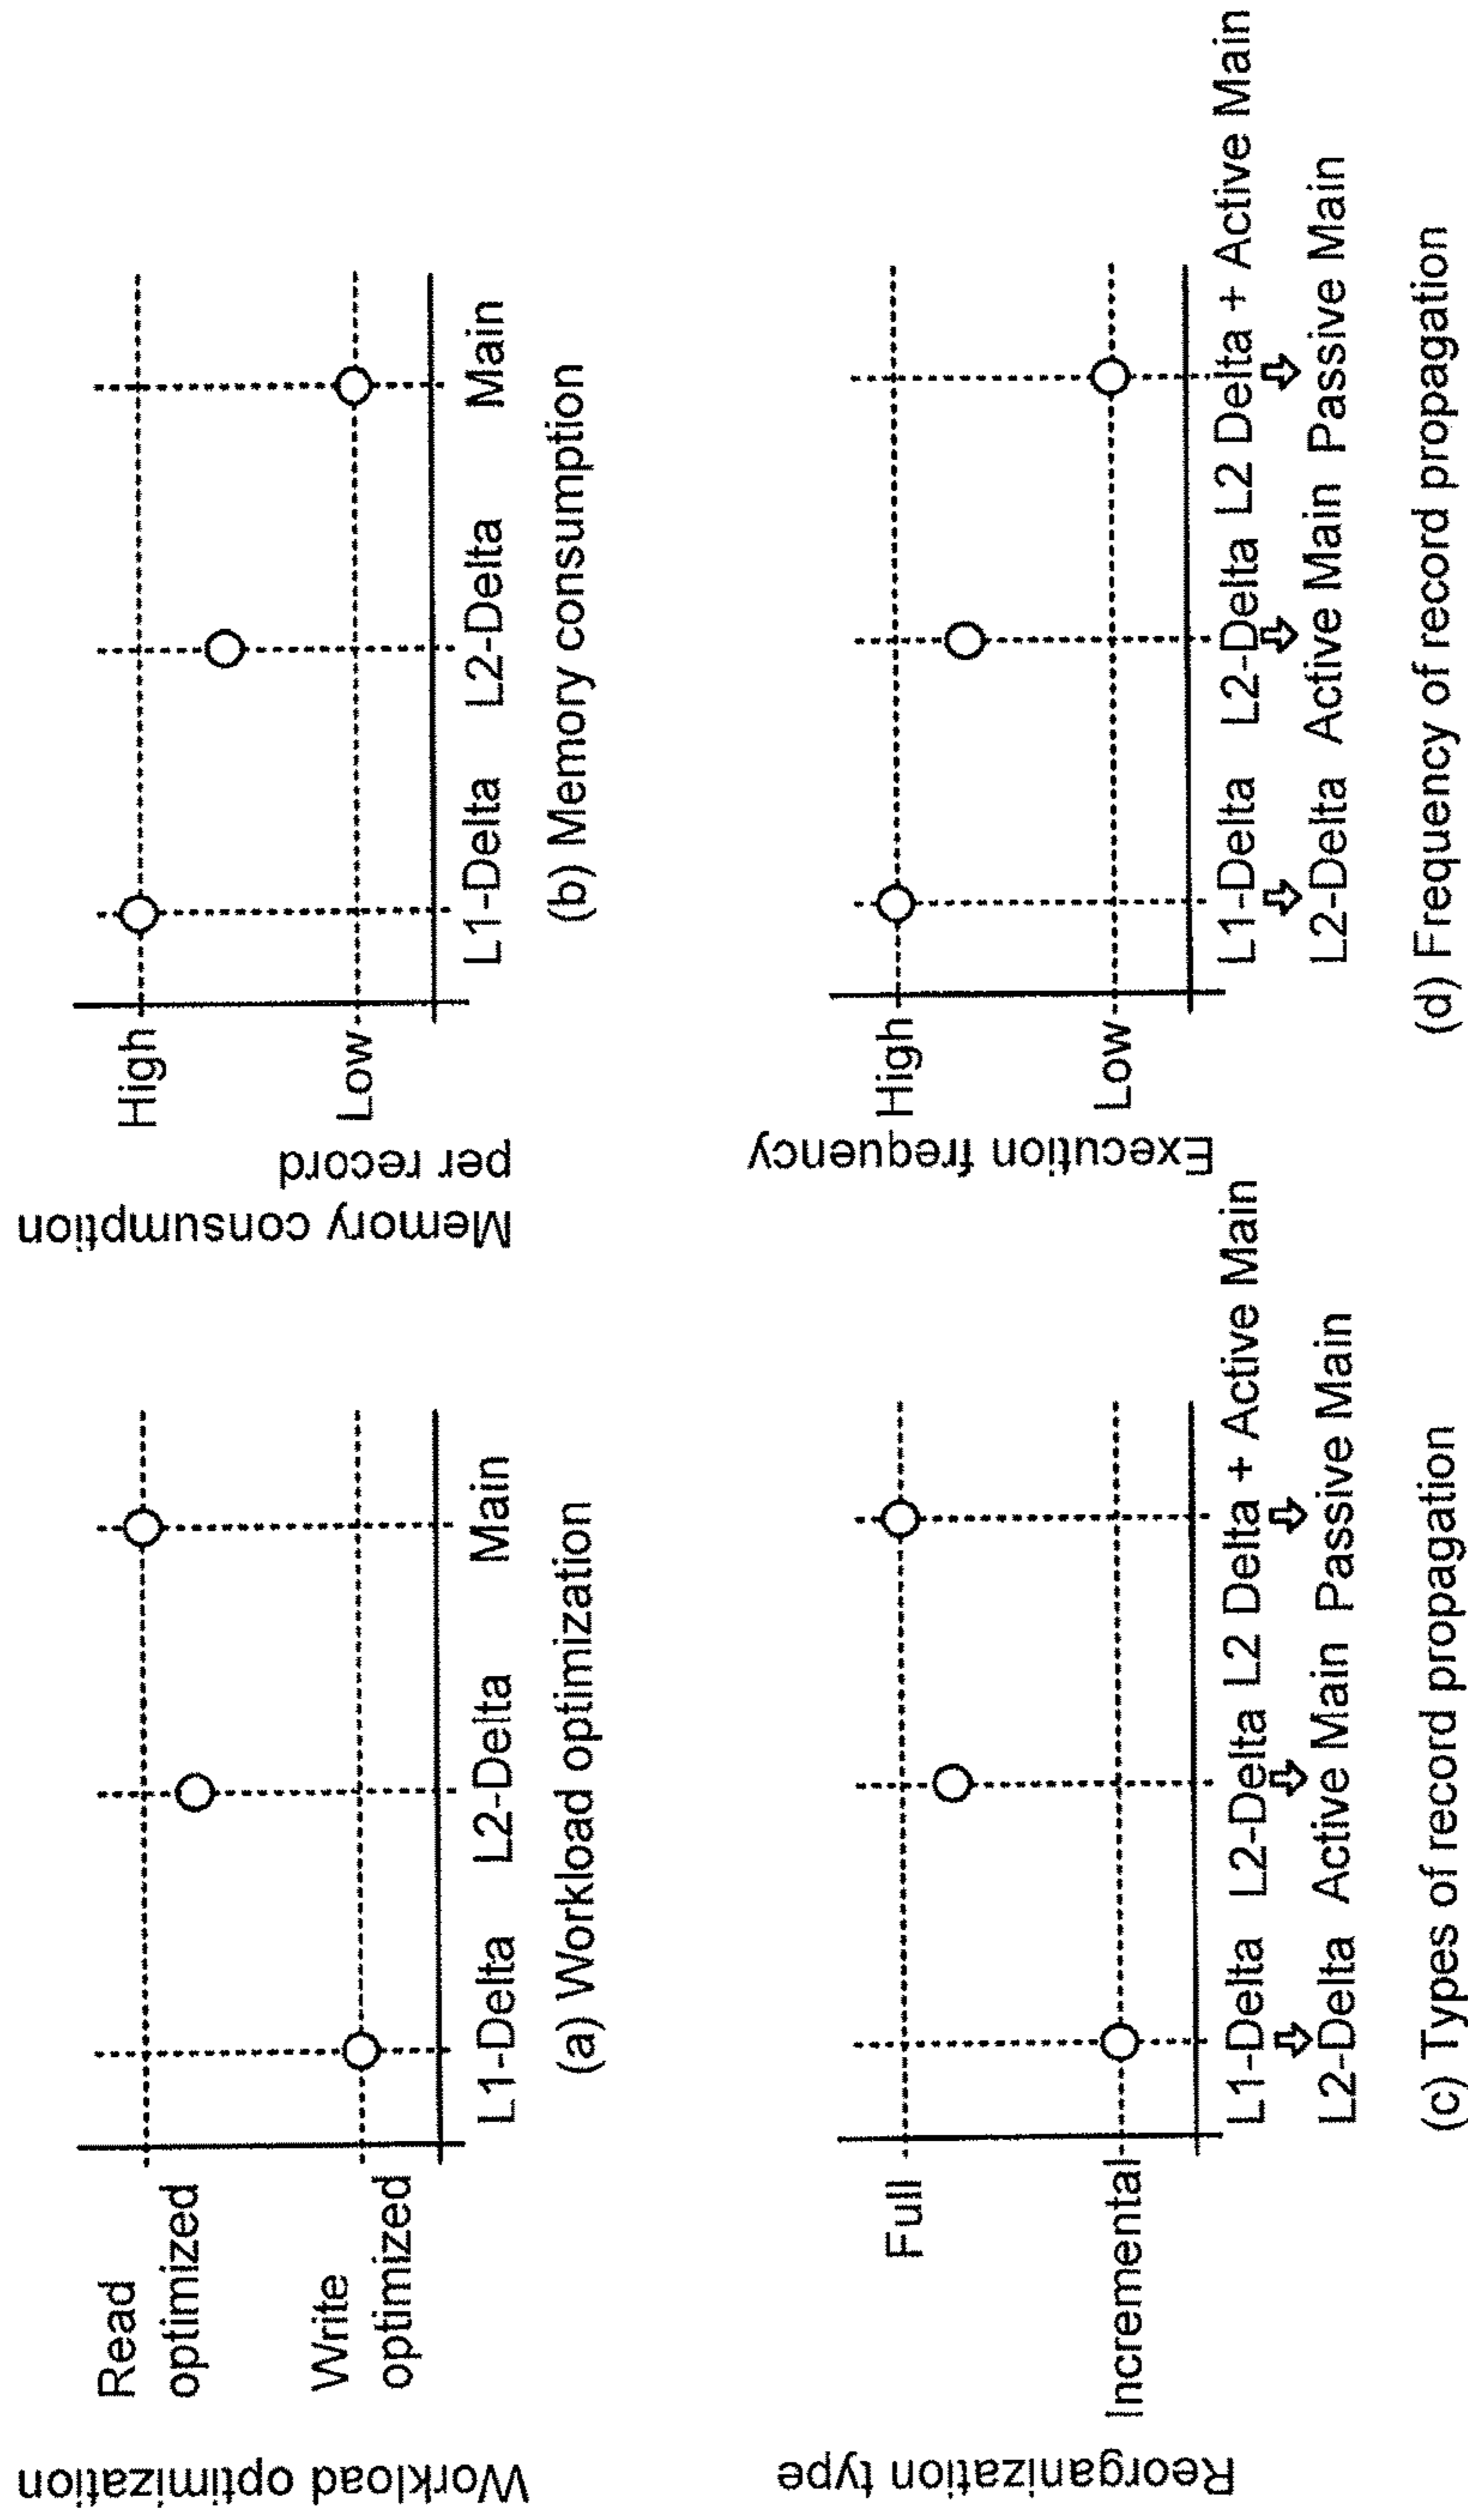 Workload optimization
Read
optimized
Write
optimized
L1-Delta L2-Delta Main
(a) Workload optimization
Memory consumption
per record
High
Low
L1-Delta L2-Delta Main
(b) Memory consumption
Reorganization type
Full
Incremental
L1-Delta L2-Delta L2 Delta + Active Main
L2-Delta Active Main Passive Main
(c) Types of record propagation
Execution frequency
High
Low
L1-Delta L2-Delta L2 Delta + Active Main
L2-Delta Active Main Passive Main
(d) Frequency of record propagation